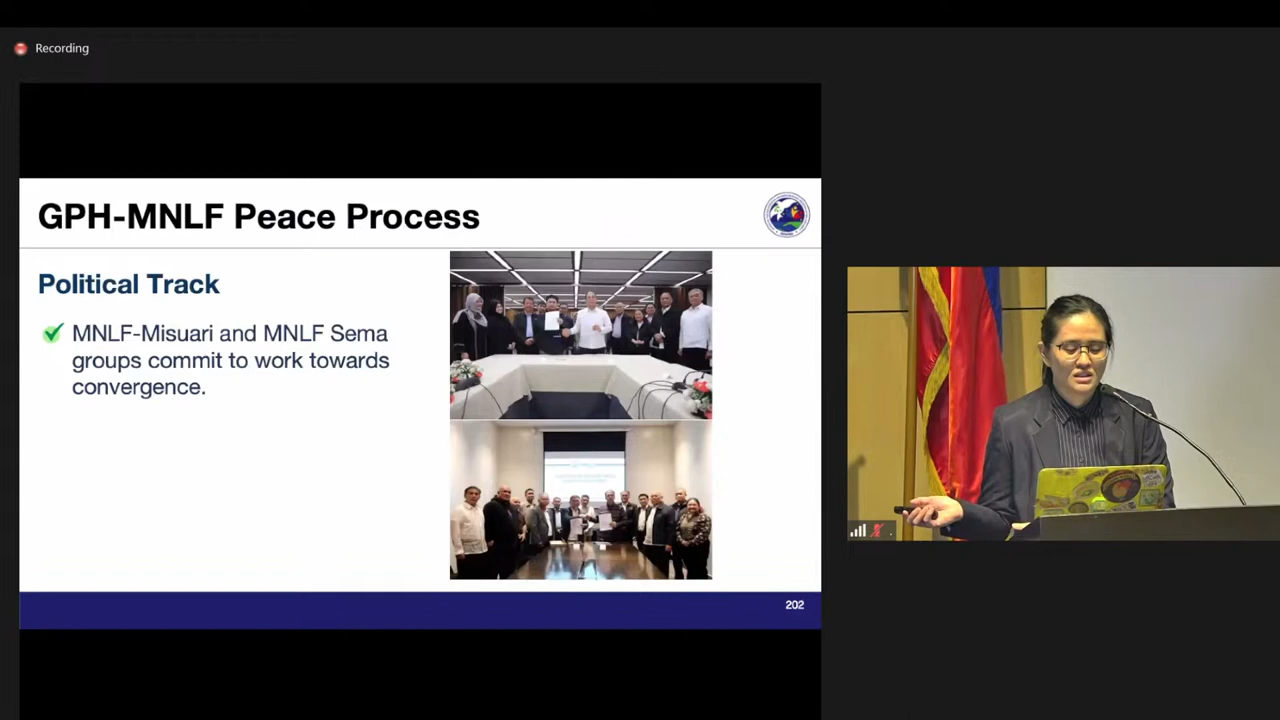 Recording
GPH-MNLF Peace Process
Political Track
MNLF-Misuari and MNLF Sema
groups commit to work towards
convergence.
202